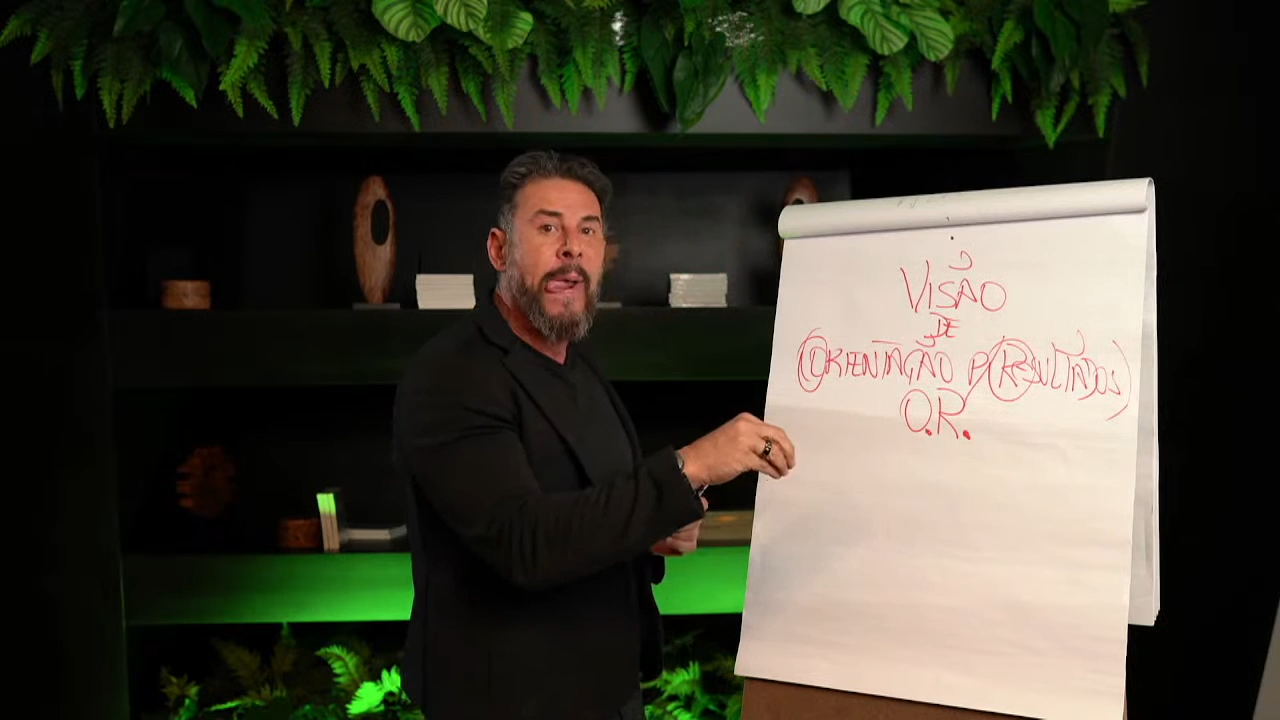 VISÃO
DE
(ORIENTAÇÃO P/ RESULTADOS)
O.R.